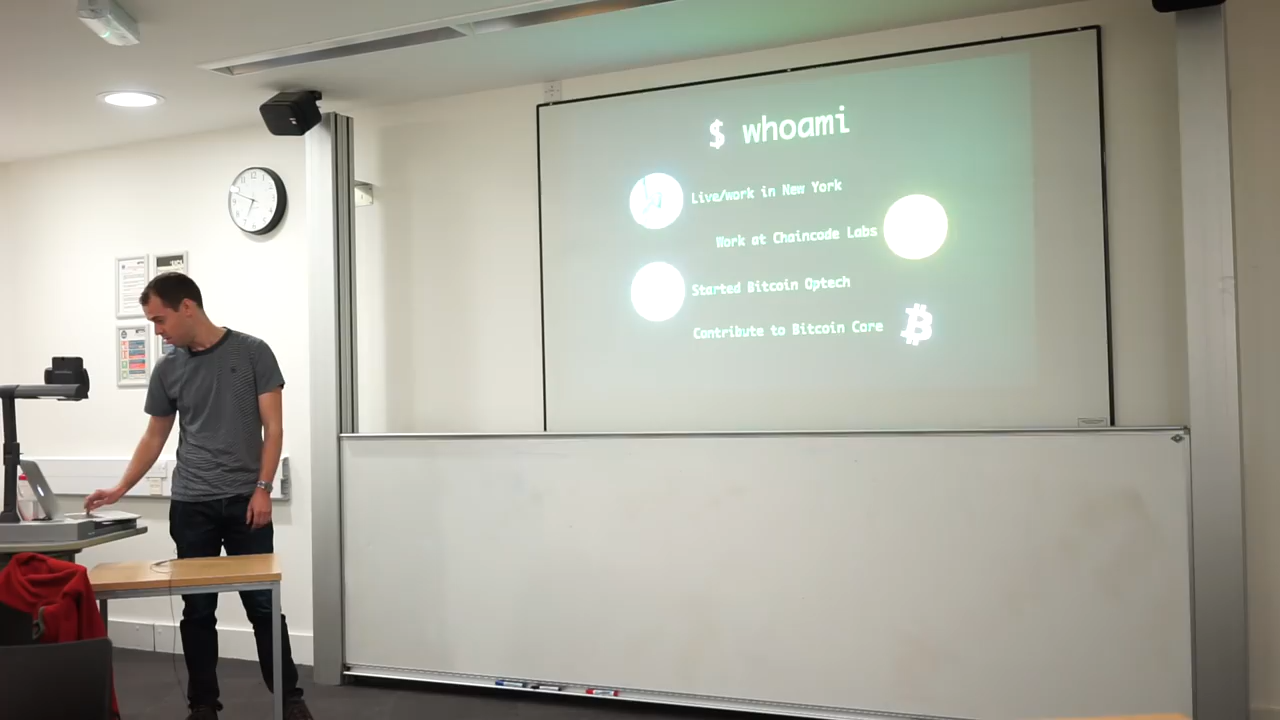 $ whoami
Live/work in New York
Work at Chaincode Labs
Started Bitcoin Optech
Contribute to Bitcoin Core